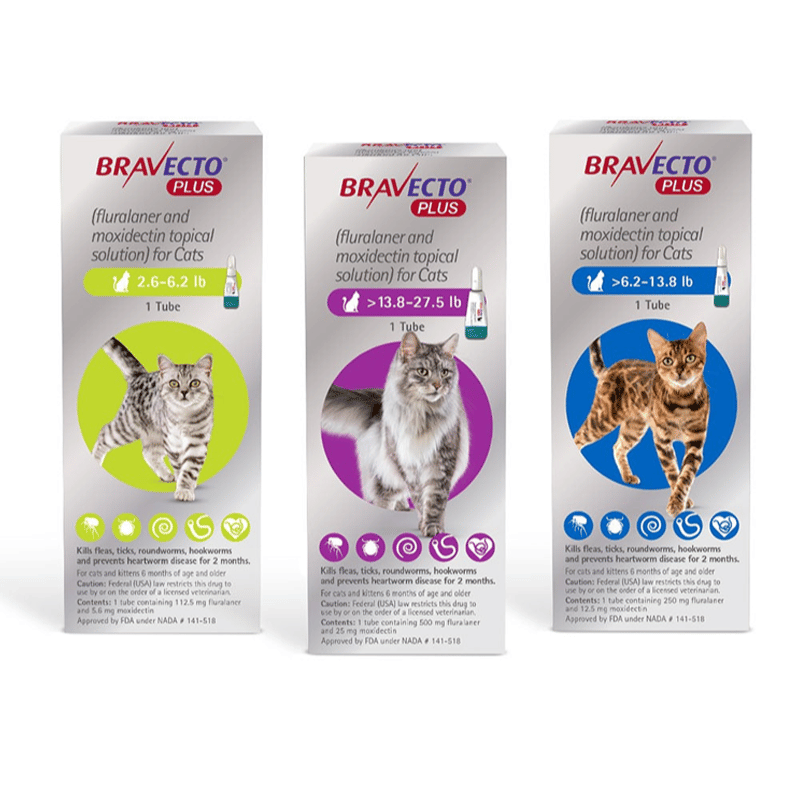 BRAVECTO®
PLUS
(fluralaner and
moxidectin topical
solution) for Cats
2.6–6.2 lb
1 Tube
Kills fleas, ticks, roundworms, hookworms
and prevents heartworm disease for 2 months.
For cats and kittens 6 months of age and older
Caution: Federal (USA) law restricts this drug to
use by or on the order of a licensed veterinarian.
Contents: 1 tube containing 112.5 mg fluralaner
and 5.6 mg moxidectin
Approved by FDA under NADA # 141-518
BRAVECTO®
PLUS
(fluralaner and
moxidectin topical
solution) for Cats
>13.8–27.5 lb
1 Tube
Kills fleas, ticks, roundworms, hookworms
and prevents heartworm disease for 2 months.
For cats and kittens 6 months of age and older
Caution: Federal (USA) law restricts this drug to
use by or on the order of a licensed veterinarian.
Contents: 1 tube containing 500 mg fluralaner
and 25 mg moxidectin
Approved by FDA under NADA # 141-518
BRAVECTO®
PLUS
(fluralaner and
moxidectin topical
solution) for Cats
>6.2–13.8 lb
1 Tube
Kills fleas, ticks, roundworms, hookworms
and prevents heartworm disease for 2 months.
For cats and kittens 6 months of age and older
Caution: Federal (USA) law restricts this drug to
use by or on the order of a licensed veterinarian.
Contents: 1 tube containing 250 mg fluralaner
and 12.5 mg moxidectin
Approved by FDA under NADA # 141-518